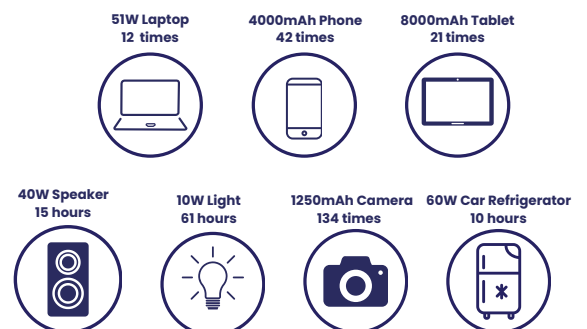 51W Laptop
12 times
4000mAh Phone
42 times
8000mAh Tablet
21 times
40W Speaker
15 hours
10W Light
61 hours
1250mAh Camera
134 times
60W Car Refrigerator
10 hours